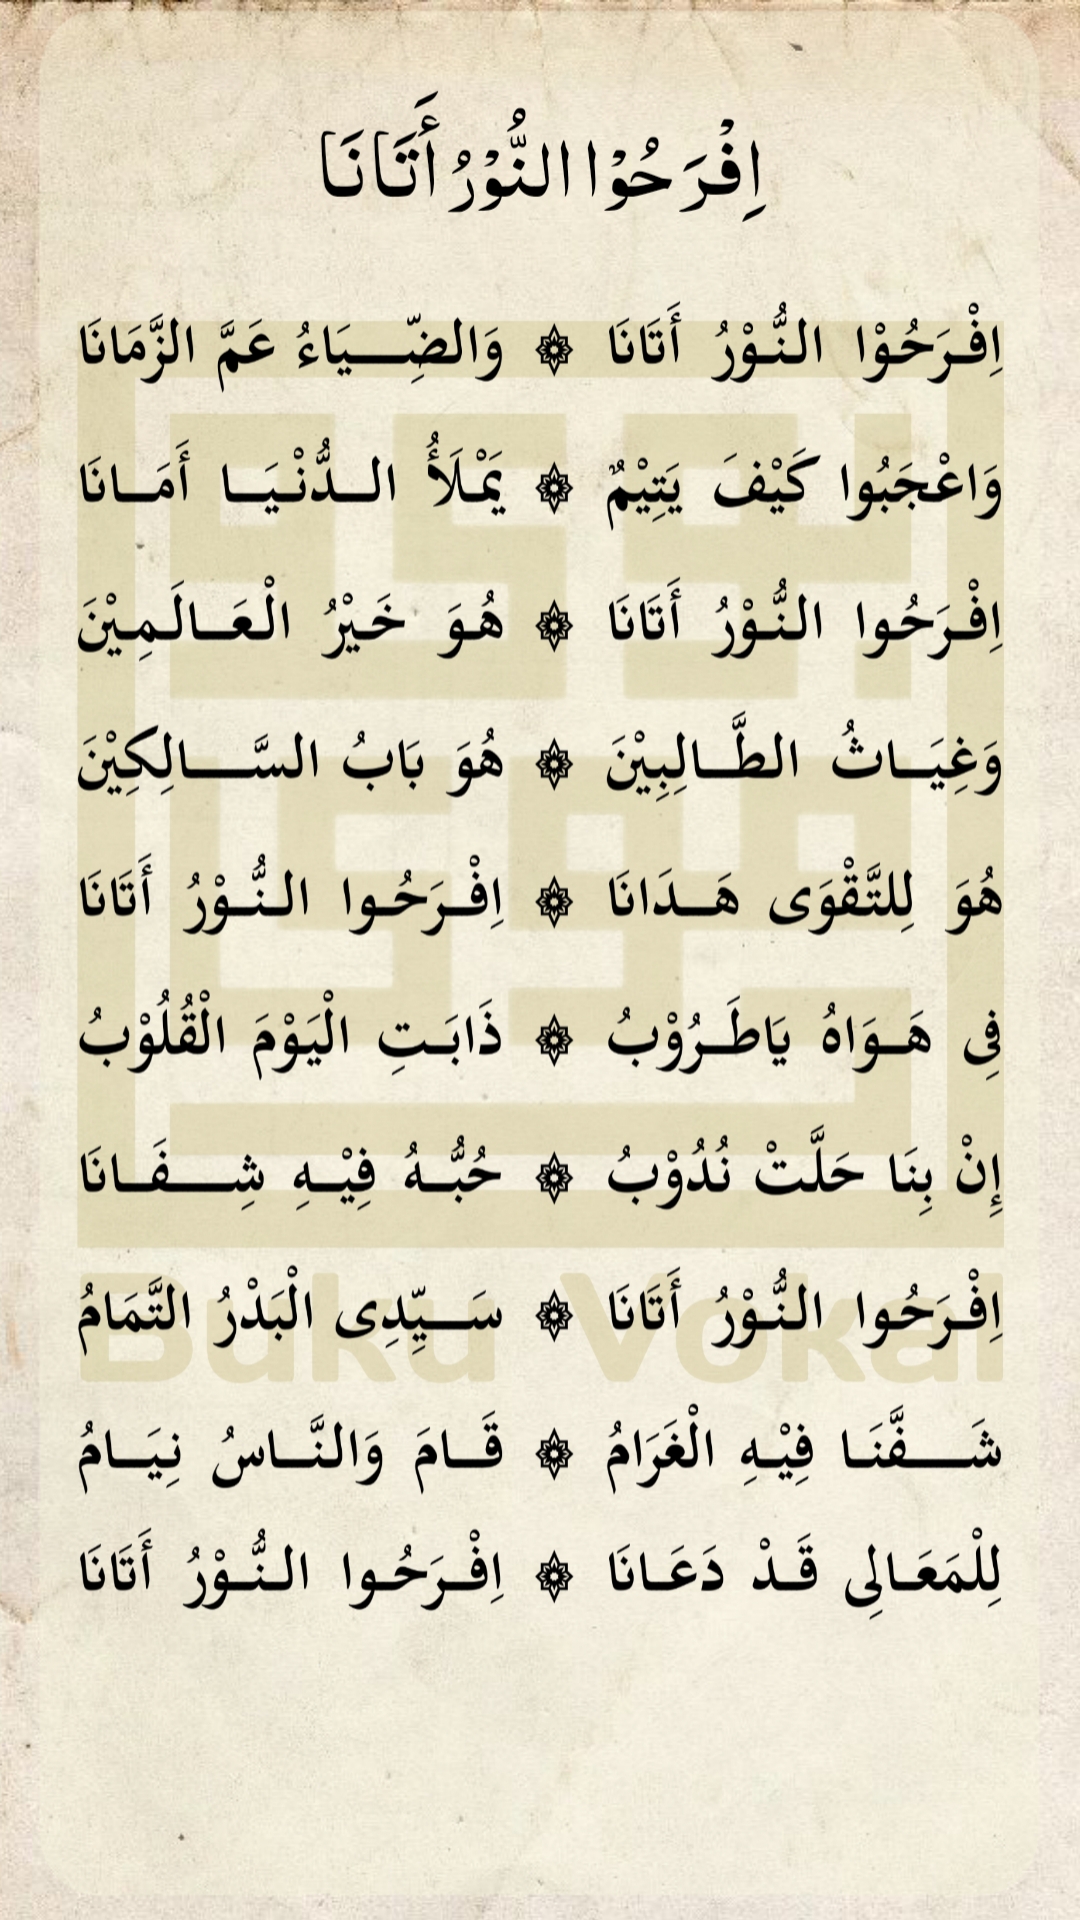 اِفْرَحُوْا النُّوْرُ أَتَانَا
اِفْرَحُوْا النُّوْرُ أَتَانَا ۞ وَالضِّيَاءُ عَمَّ الزَّمَانَا
وَاعْجَبُوا كَيْفَ يَتِيْمٌ ۞ يَمْلَأُ الدُّنْيَا أَمَانَا
اِفْرَحُوا النُّوْرُ أَتَانَا ۞ هُوَ خَيْرُ الْعَالَمِيْنَ
وَغِيَاثُ الطَّالِبِيْنَ ۞ هُوَ بَابُ السَّالِكِيْنَ
هُوَ لِلتَّقْوَى هَدَانَا ۞ اِفْرَحُوا النُّوْرُ أَتَانَا
فِى هَوَاهُ يَاطَرُوْبُ ۞ ذَابَتِ الْيَوْمَ الْقُلُوْبُ
إِنْ بِنَا حَلَّتْ نُدُوْبُ ۞ حُبُّهُ فِيْهِ شِفَانَا
اِفْرَحُوا النُّوْرُ أَتَانَا ۞ سَيِّدِى الْبَدْرُ التَّمَامُ
Buku Vokal
شَفَّنَا فِيْهِ الْغَرَامُ ۞ قَامَ وَالنَّاسُ نِيَامُ
لِلْمَعَالِى قَدْ دَعَانَا ۞ اِفْرَحُوا النُّوْرُ أَتَانَا